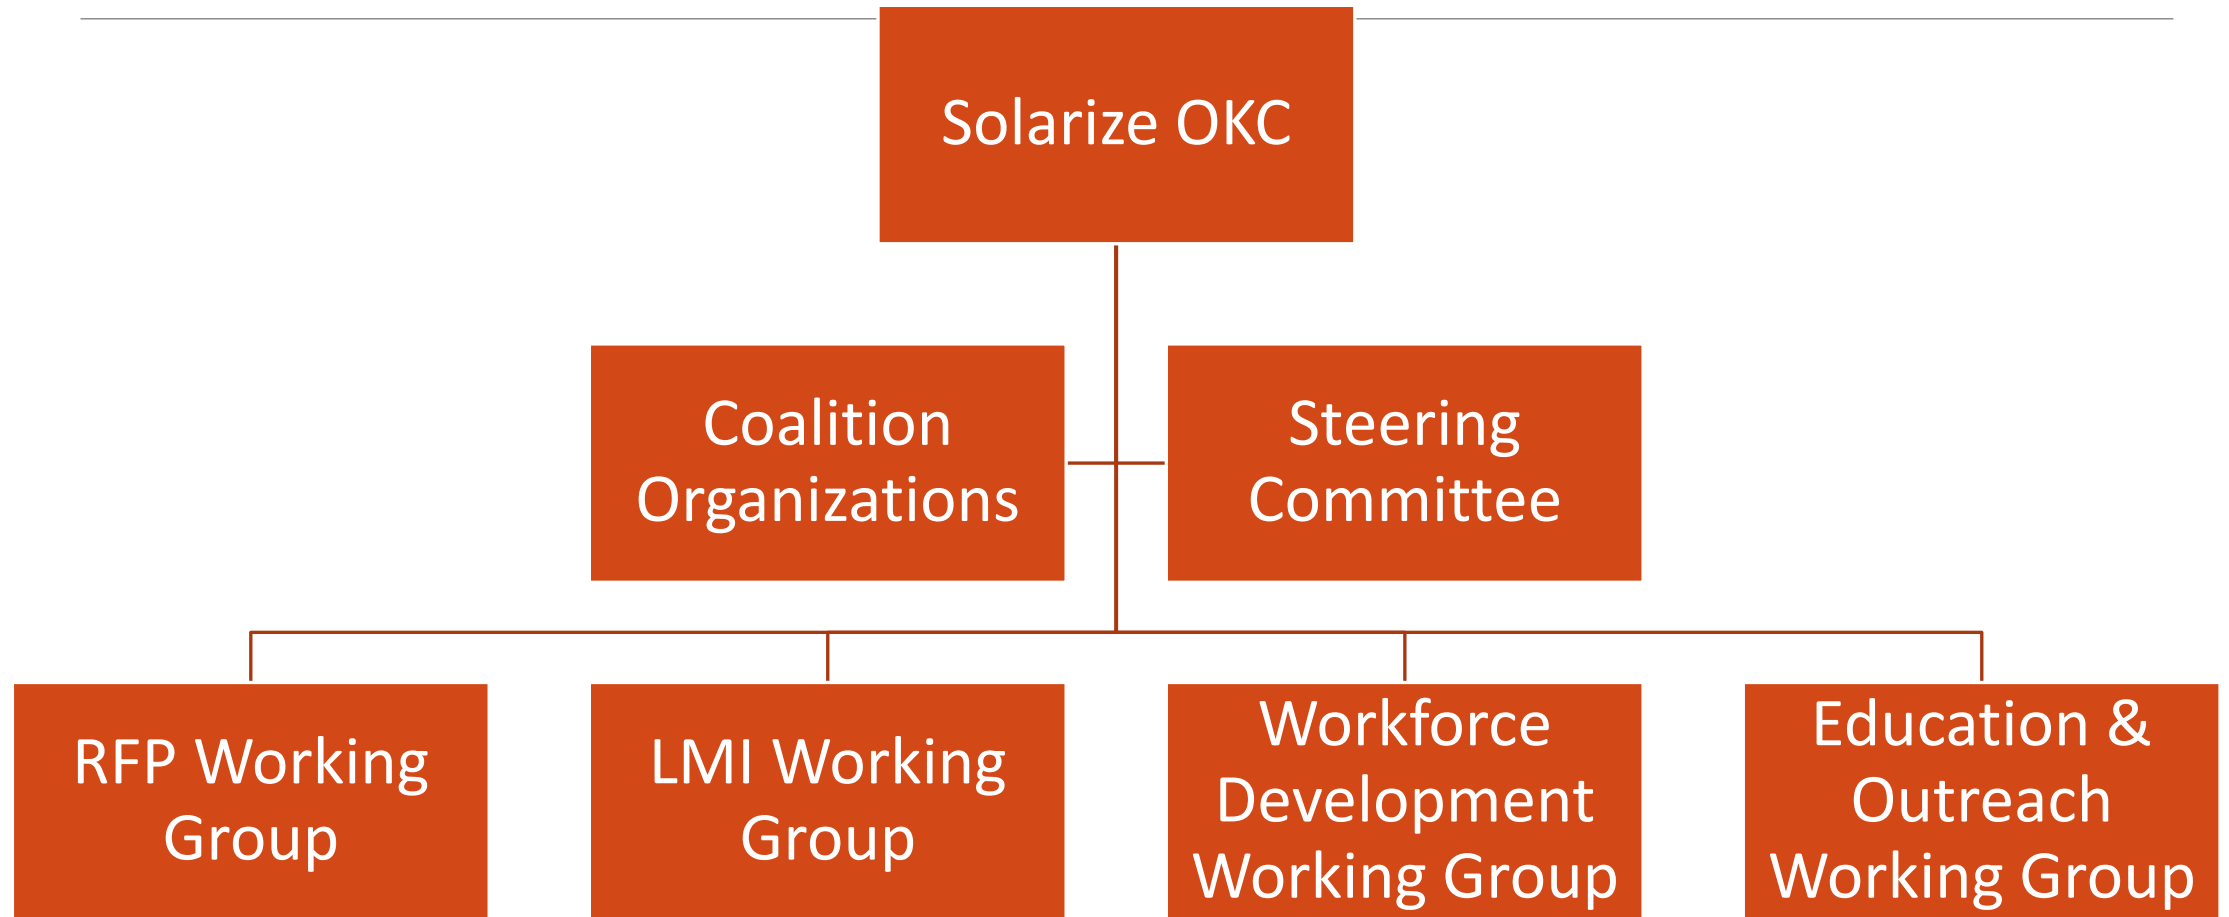 Solarize OKC
Coalition
Organizations
Steering
Committee
RFP Working
Group
LMI Working
Group
Workforce
Development
Working Group
Education &
Outreach
Working Group